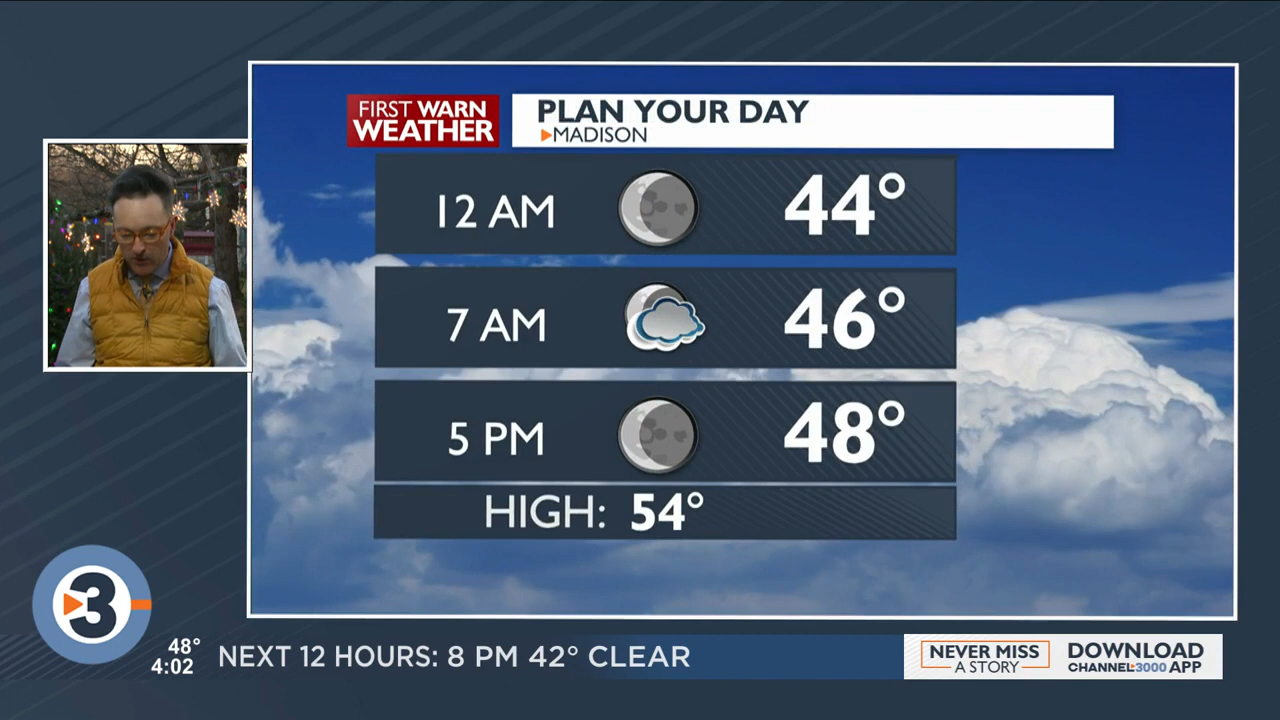 FIRST WARN
WEATHER
PLAN YOUR DAY
MADISON
12 AM 44°
7 AM 46°
5 PM 48°
HIGH: 54°
3
48°
4:02
NEXT 12 HOURS: 8 PM 42° CLEAR
NEVER MISS
A STORY
DOWNLOAD
CHANNEL3000 APP